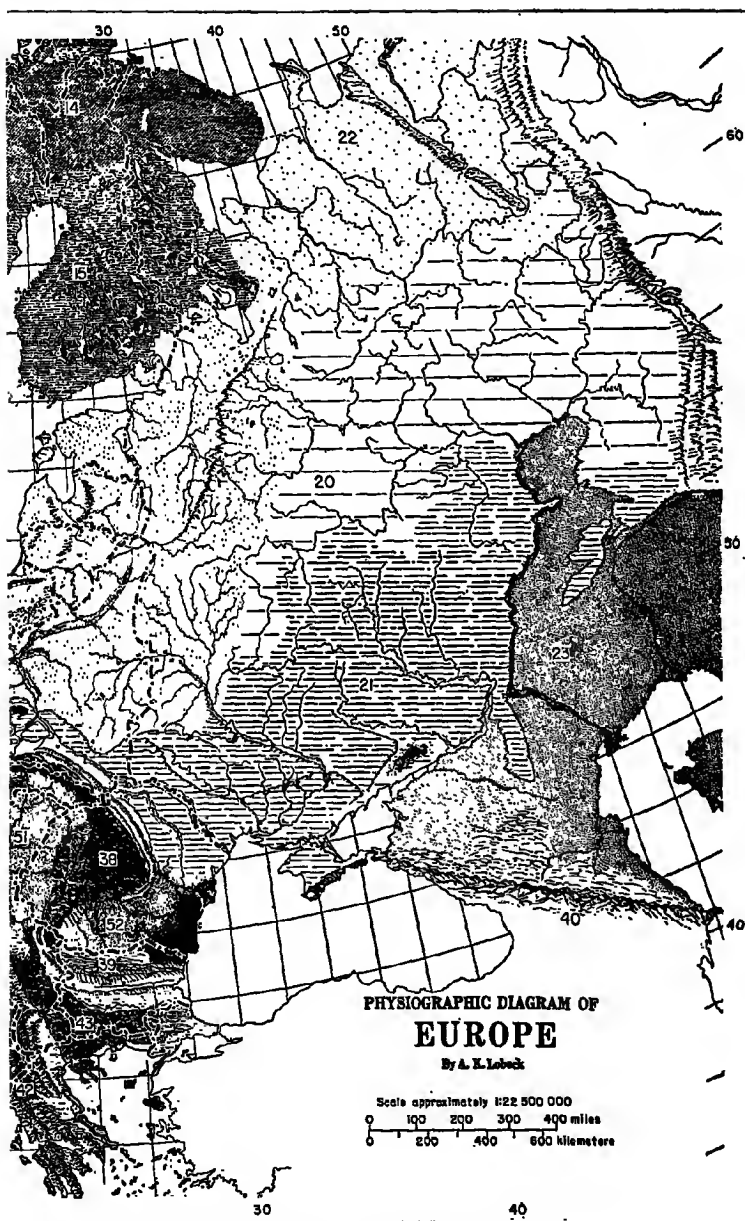 30 40 50
14
22
60
15
20
50
23
21
51
38
52
40
40
39
43
42
PHYSIOGRAPHIC DIAGRAM OF
EUROPE
By A. K. Lobeck
Scale approximately 1:22 500 000
0 100 200 300 400 miles
0 200 400 600 kilometers
30 40